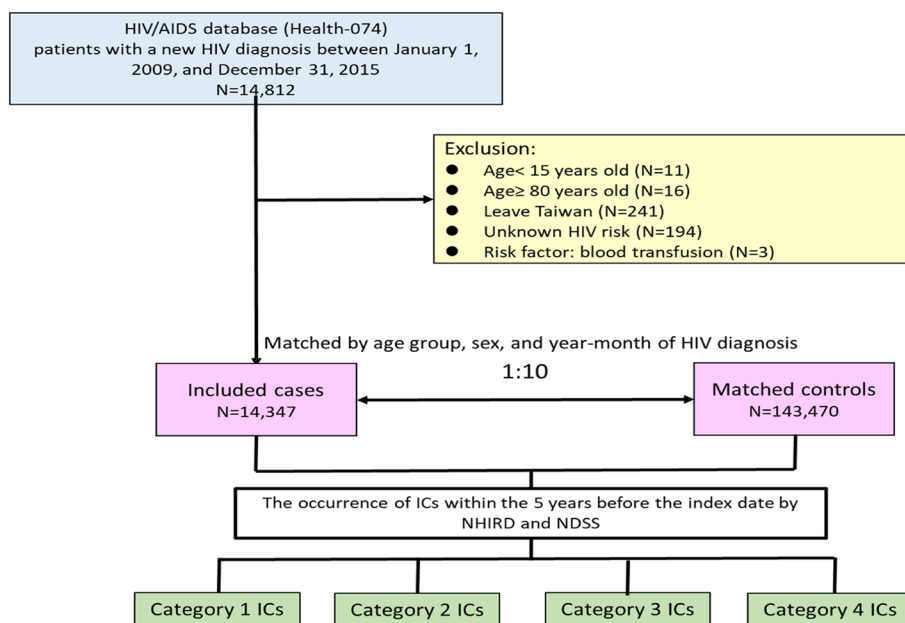 HIV/AIDS database (Health-074)
patients with a new HIV diagnosis between January 1,
2009, and December 31, 2015
N=14,812
Exclusion:
● Age< 15 years old (N=11)
● Age≥ 80 years old (N=16)
● Leave Taiwan (N=241)
● Unknown HIV risk (N=194)
● Risk factor: blood transfusion (N=3)
Matched by age group, sex, and year-month of HIV diagnosis
1:10
Included cases
N=14,347
Matched controls
N=143,470
The occurrence of ICs within the 5 years before the index date by
NHIRD and NDSS
Category 1 ICs
Category 2 ICs
Category 3 ICs
Category 4 ICs